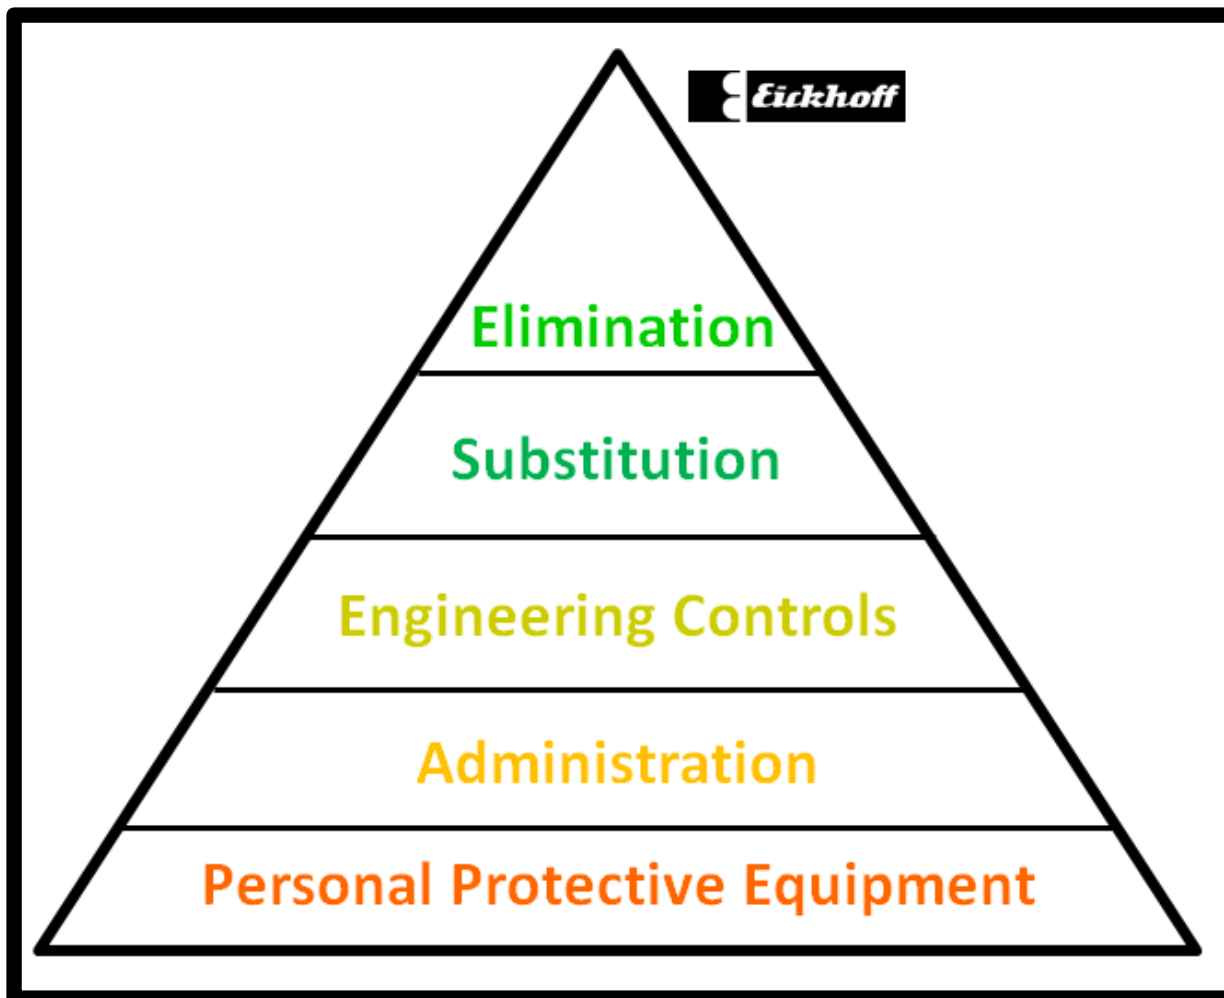 Eickhoff
Elimination
Substitution
Engineering Controls
Administration
Personal Protective Equipment